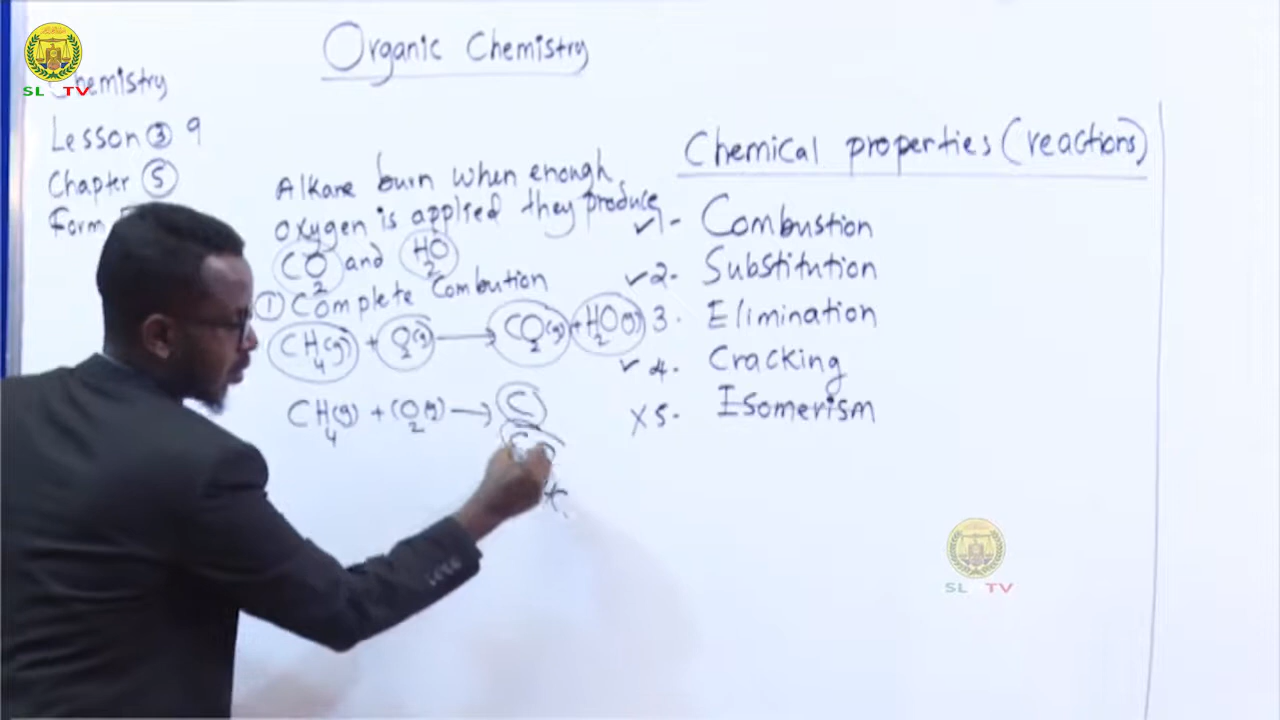 Organic Chemistry
SL TV
Chemistry
Lesson ③ 9
Chapter ⑤
Form
Alkane burn when enough
oxygen is applied they produce
CO₂ and H₂O
① Complete Combution
CH₄(g) + O₂(g) ⟶ CO₂(g) + H₂O(g)
CH₄(g) + (O₂(g) ⟶ C
Chemical properties (reactions)
✓1- Combustion
✓2- Substitution
3. Elimination
✓4. Cracking
X5- Isomerism
SL TV